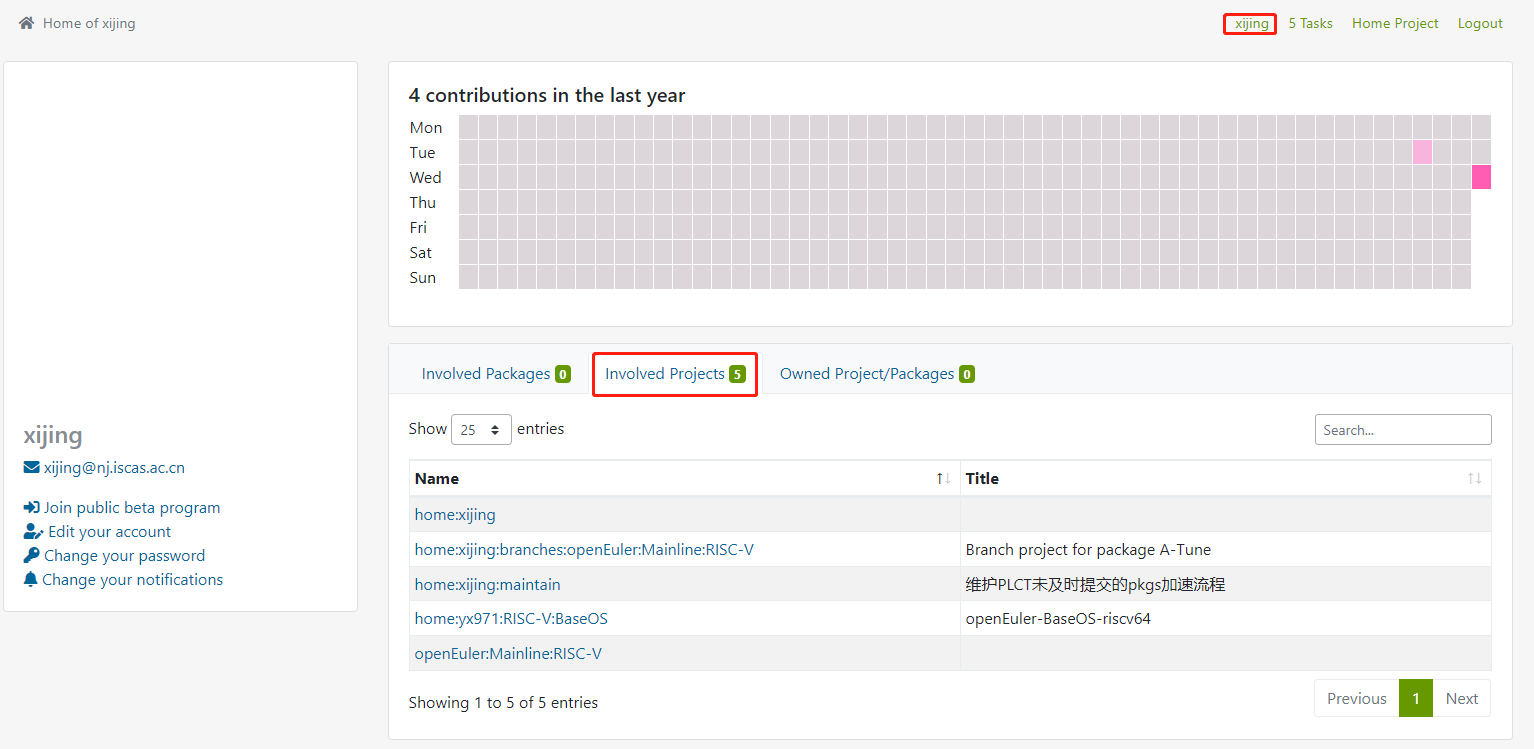 Home of xijing
xijing 5 Tasks Home Project Logout
4 contributions in the last year
Mon
Tue
Wed
Thu
Fri
Sat
Sun
xijing
xijing@nj.iscas.ac.cn
Join public beta program
Edit your account
Change your password
Change your notifications
Involved Packages 0 Involved Projects 5 Owned Project/Packages 0
Show 25 entries Search...
Name Title
home:xijing
home:xijing:branches:openEuler:Mainline:RISC-V Branch project for package A-Tune
home:xijing:maintain 维护PLCT未及时提交的pkgs加速流程
home:yx971:RISC-V:BaseOS openEuler-BaseOS-riscv64
openEuler:Mainline:RISC-V
Showing 1 to 5 of 5 entries Previous 1 Next